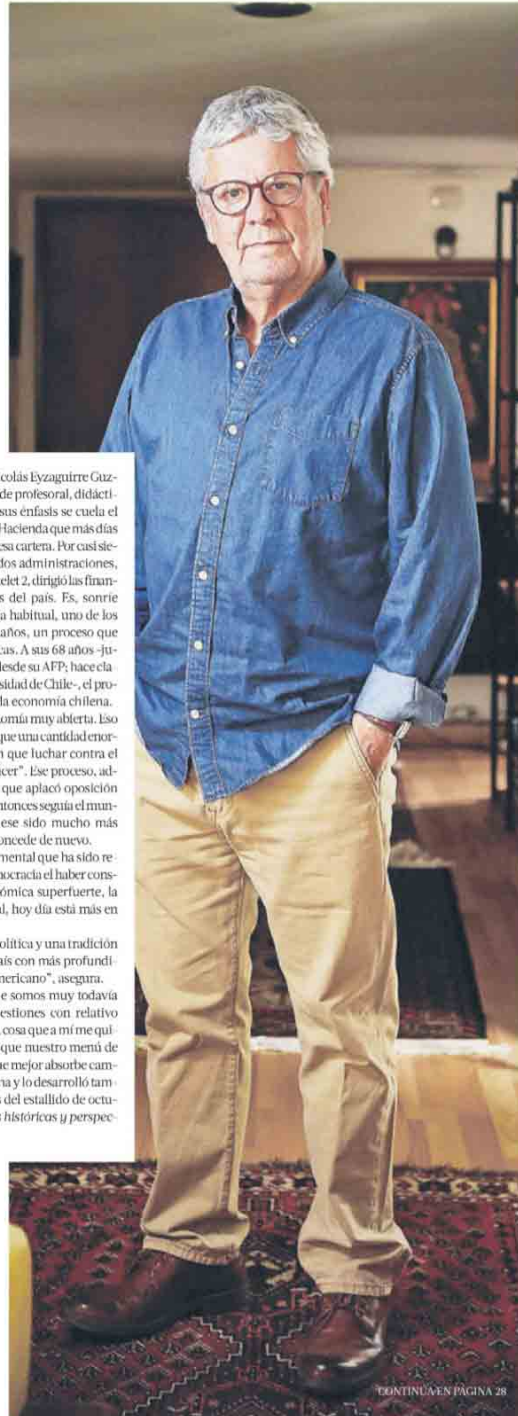 colás Eyzaguirre Guz-
de profesoral, didácti-
sus énfasis se cuela el
Hacienda que más días
esa cartera. Por casi sie-
dos administraciones,
elet 2, dirigió las finan-
s del país. Es, sonríe
a habitual, uno de los
años, un proceso que
cas. A sus 68 años -ju-
desde su AFP; hace cla-
sidad de Chile-, el pro-
la economía chilena.
omía muy abierta. Eso
que una cantidad enor-
n que luchar contra el
cer". Ese proceso, ad-
que aplacó oposición
ntonces seguía el mun-
ese sido mucho más
oncede de nuevo.
mental que ha sido re-
nocracia el haber cons-
ómica superfuerte, la
al, hoy día está más en
olítica y una tradición
aís con más profundi-
mericano", asegura.
e somos muy todavía
estiones con relativo
cosa que a mí me qui-
que nuestro menú de
ue mejor absorbe cam-
na y lo desarrolló tam-
s del estallido de octu-
s históricas y perspec-
CONTINÚA EN PÁGINA 28